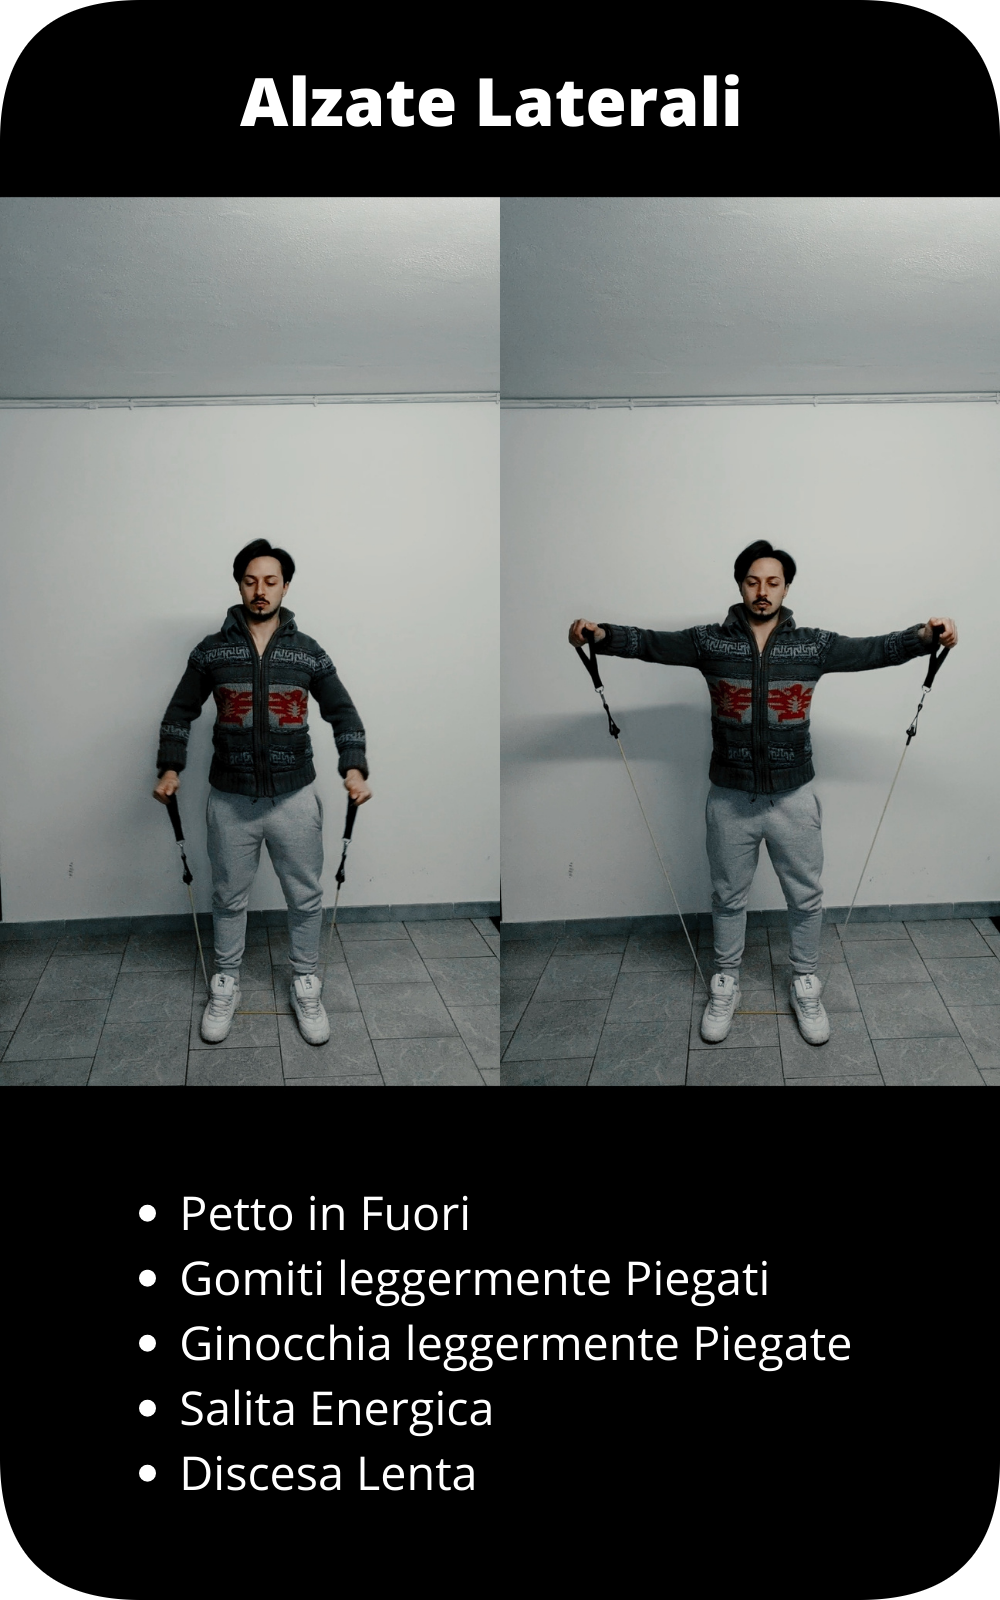 Alzate Laterali
• Petto in Fuori
• Gomiti leggermente Piegati
• Ginocchia leggermente Piegate
• Salita Energica
• Discesa Lenta